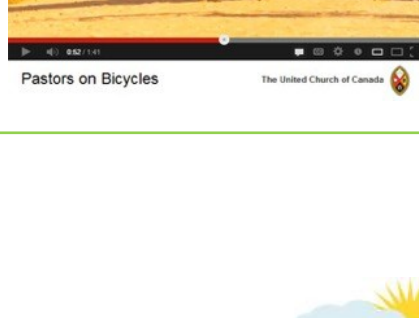 0:52 / 1:41
Pastors on Bicycles
The United Church of Canada